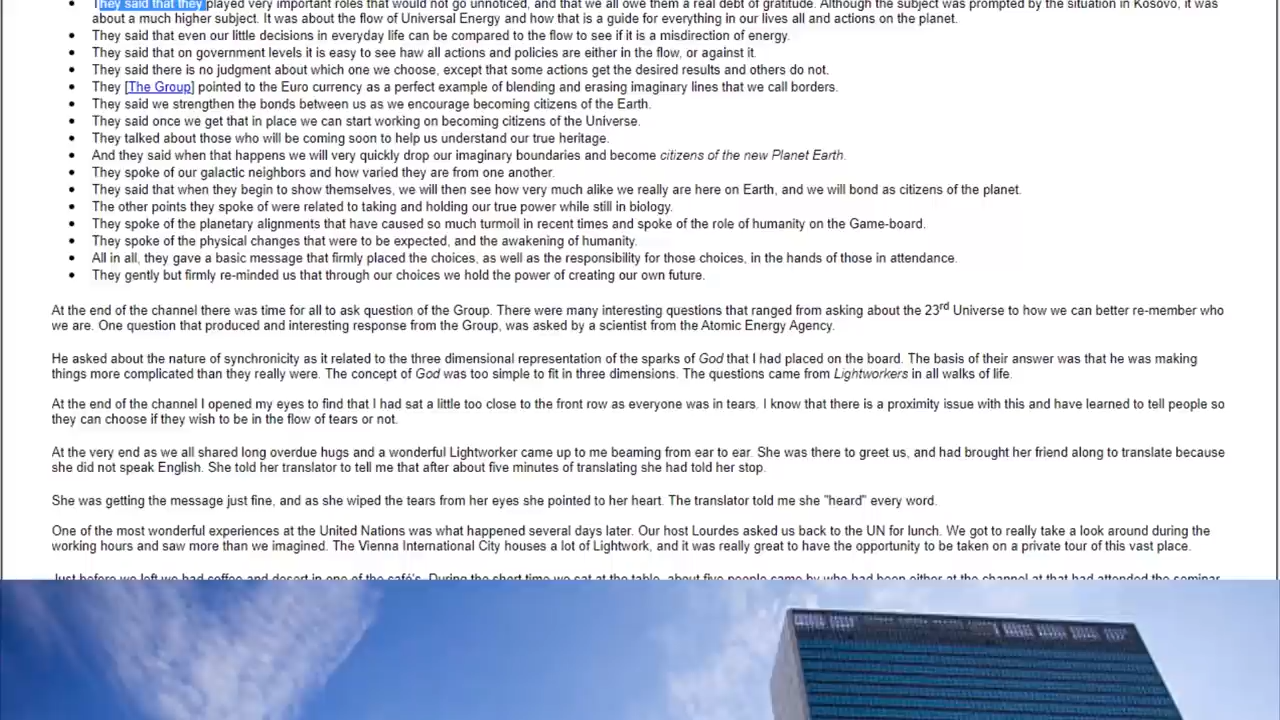 They said that they played very important roles that would not go unnoticed, and that we all owe them a real debt of gratitude. Although the subject was prompted by the situation in Kosovo, it was
about a much higher subject. It was about the flow of Universal Energy and how that is a guide for everything in our lives all and actions on the planet.
They said that even our little decisions in everyday life can be compared to the flow to see if it is a misdirection of energy.
They said that on government levels it is easy to see haw all actions and policies are either in the flow, or against it.
They said there is no judgment about which one we choose, except that some actions get the desired results and others do not.
They [The Group] pointed to the Euro currency as a perfect example of blending and erasing imaginary lines that we call borders.
They said we strengthen the bonds between us as we encourage becoming citizens of the Earth.
They said once we get that in place we can start working on becoming citizens of the Universe.
They talked about those who will be coming soon to help us understand our true heritage.
And they said when that happens we will very quickly drop our imaginary boundaries and become citizens of the new Planet Earth.
They spoke of our galactic neighbors and how varied they are from one another.
They said that when they begin to show themselves, we will then see how very much alike we really are here on Earth, and we will bond as citizens of the planet.
The other points they spoke of were related to taking and holding our true power while still in biology.
They spoke of the planetary alignments that have caused so much turmoil in recent times and spoke of the role of humanity on the Game-board.
They spoke of the physical changes that were to be expected, and the awakening of humanity.
All in all, they gave a basic message that firmly placed the choices, as well as the responsibility for those choices, in the hands of those in attendance.
They gently but firmly re-minded us that through our choices we hold the power of creating our own future.
At the end of the channel there was time for all to ask question of the Group. There were many interesting questions that ranged from asking about the 23rd Universe to how we can better re-member who
we are. One question that produced and interesting response from the Group, was asked by a scientist from the Atomic Energy Agency.
He asked about the nature of synchronicity as it related to the three dimensional representation of the sparks of God that I had placed on the board. The basis of their answer was that he was making
things more complicated than they really were. The concept of God was too simple to fit in three dimensions. The questions came from Lightworkers in all walks of life.
At the end of the channel I opened my eyes to find that I had sat a little too close to the front row as everyone was in tears. I know that there is a proximity issue with this and have learned to tell people so
they can choose if they wish to be in the flow of tears or not.
At the very end as we all shared long overdue hugs and a wonderful Lightworker came up to me beaming from ear to ear. She was there to greet us, and had brought her friend along to translate because
she did not speak English. She told her translator to tell me that after about five minutes of translating she had told her stop.
She was getting the message just fine, and as she wiped the tears from her eyes she pointed to her heart. The translator told me she "heard" every word.
One of the most wonderful experiences at the United Nations was what happened several days later. Our host Lourdes asked us back to the UN for lunch. We got to really take a look around during the
working hours and saw more than we imagined. The Vienna International City houses a lot of Lightwork, and it was really great to have the opportunity to be taken on a private tour of this vast place.
Just before we left we had coffee and desert in one of the café's. During the short time we sat at the table, about five people came by who had been either at the channel at that had attended the seminar